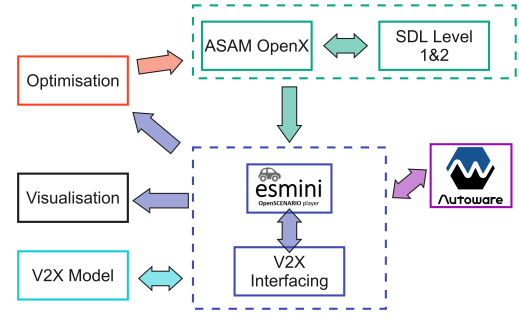 ASAM OpenX
SDL Level
1&2
Optimisation
esmini
OpenSCENARIO player
Autoware
Visualisation
V2X Model
V2X
Interfacing